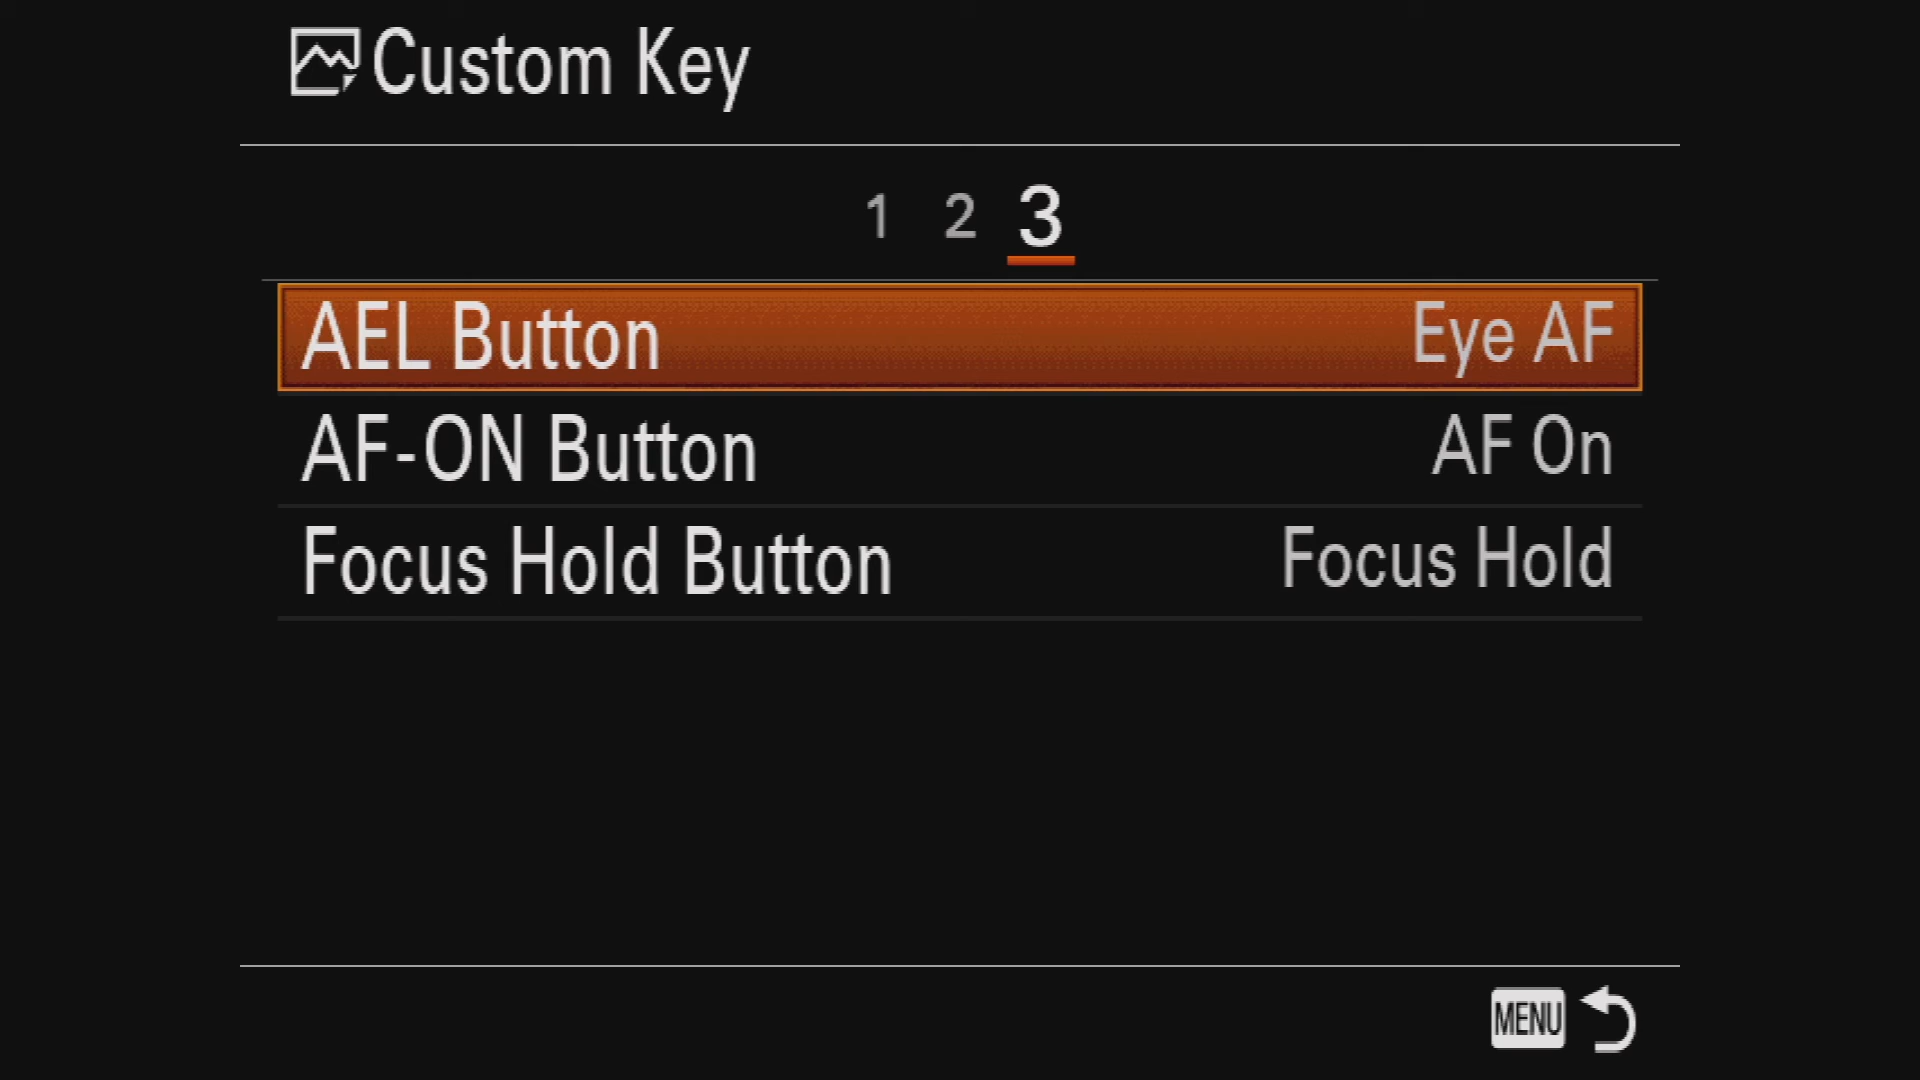 Custom Key
1 2 3
AEL Button Eye AF
AF-ON Button AF On
Focus Hold Button Focus Hold
MENU